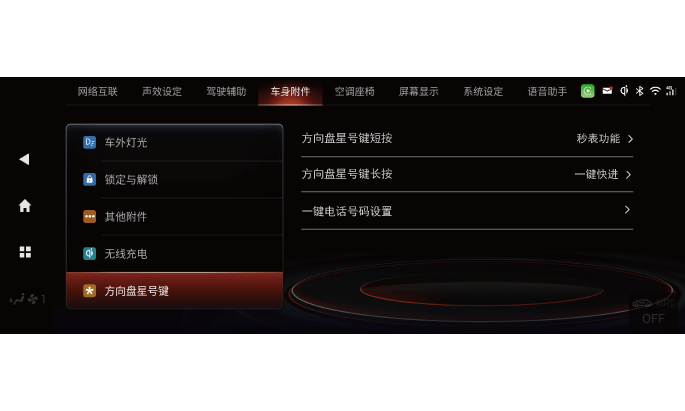 网络互联 声效设定 驾驶辅助 车身附件 空调座椅 屏幕显示 系统设定 语音助手
车外灯光
锁定与解锁
其他附件
无线充电
方向盘星号键
方向盘星号键短按 秒表功能
方向盘星号键长按 一键快进
一键电话号码设置
1
OFF